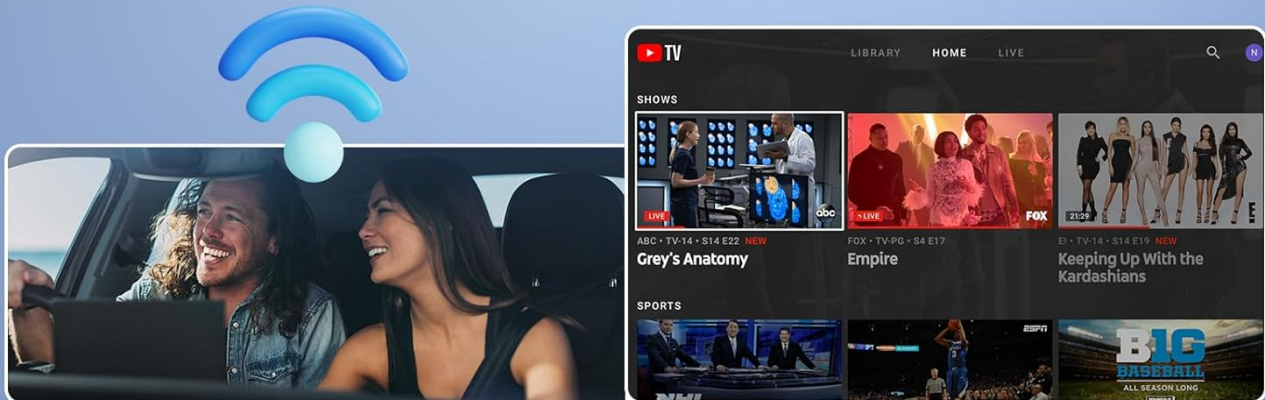 TV
LIBRARY HOME LIVE
N
SHOWS
LIVE
abc
LIVE
FOX
21:29
E
ABC • TV-14 • S14 E22 NEW
FOX • TV-PG • S4 E17
E! • TV-14 • S14 E19 NEW
Grey's Anatomy
Empire
Keeping Up With the
Kardashians
SPORTS
NHL
ESPN
B1G
BASEBALL
ALL SEASON LONG